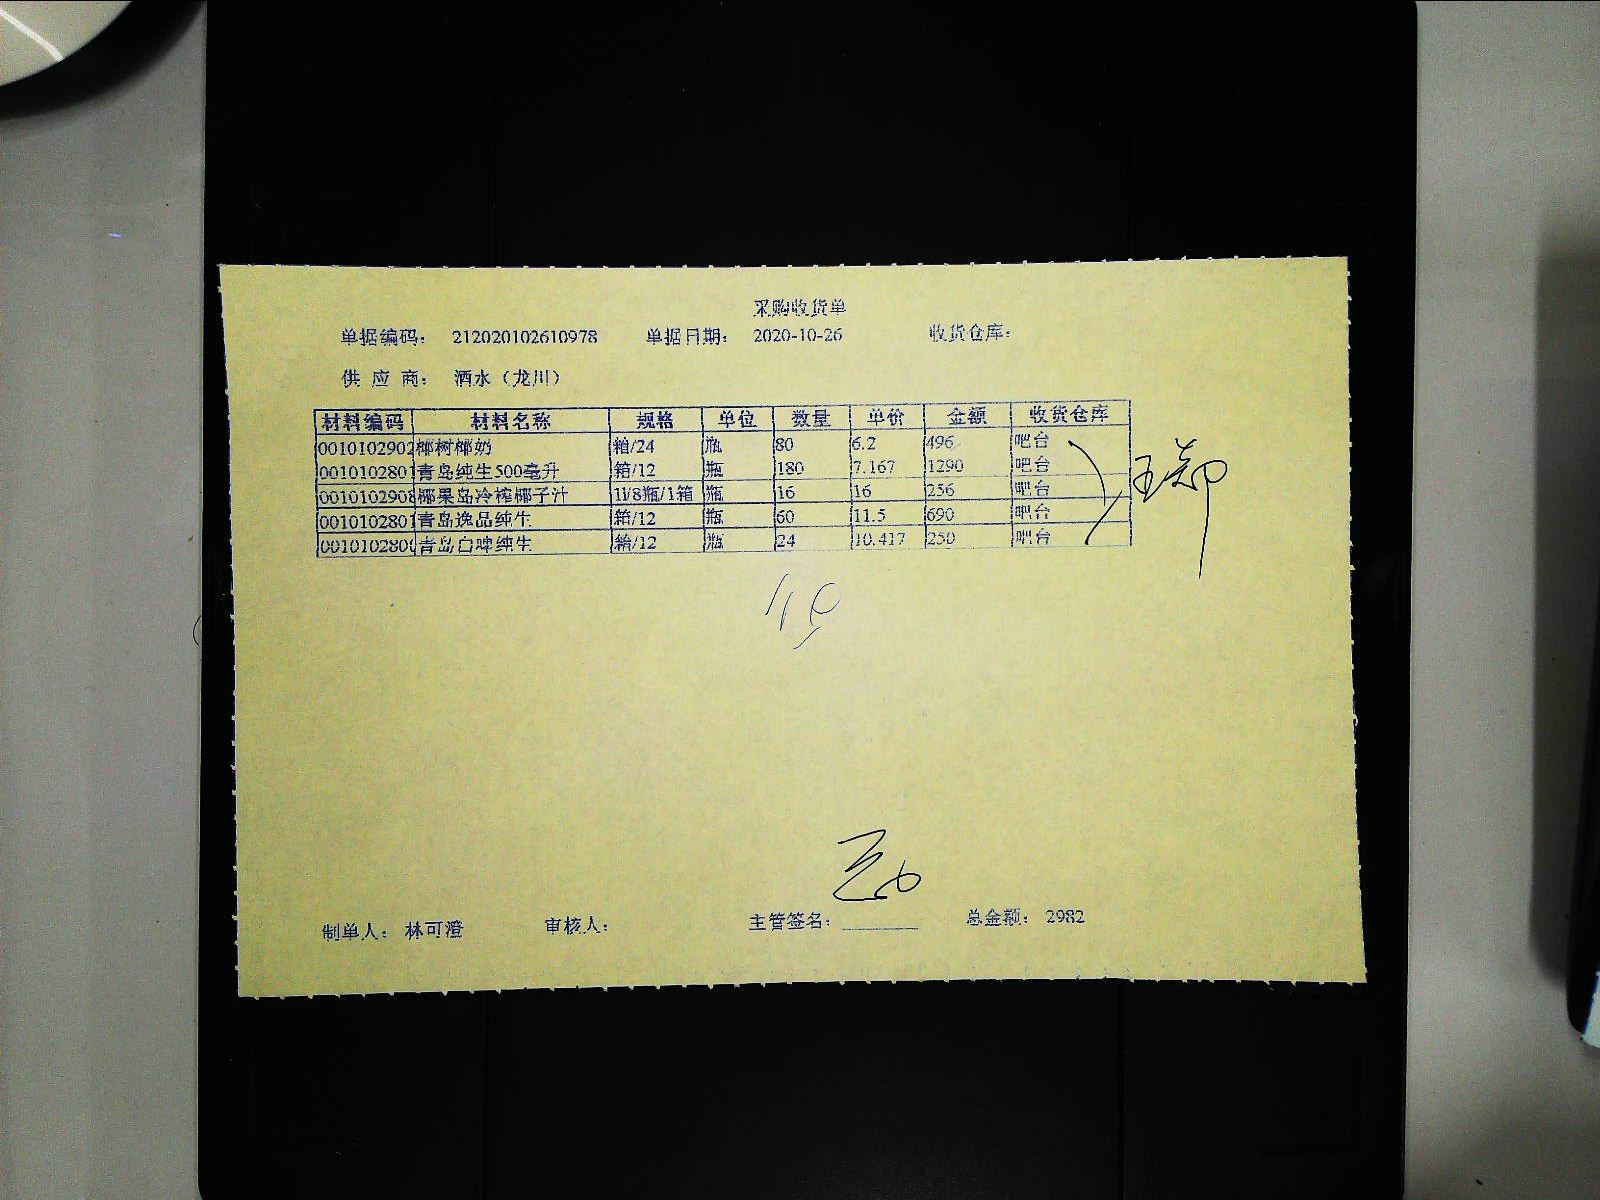 采购收货单
单据编码: 212020102610978 单据日期: 2020-10-26 收货仓库:
供 应 商: 酒水（龙川）
材料编码 材料名称 规格 单位 数量 单价 金额 收货仓库
0010102902 椰树椰奶 箱/24 瓶 80 6.2 496 吧台
0010102801 青岛纯生500毫升 箱/12 瓶 180 7.167 1290 吧台
0010102908 椰果岛冷榨椰子汁 1l/8瓶/1箱 瓶 16 16 256 吧台
0010102801 青岛逸品纯生 箱/12 瓶 60 11.5 690 吧台
001010280 青岛白啤纯生 箱/12 瓶 24 10.417 250 吧台
制单人: 林可澄 审核人: 主管签名: 总金额: 2982